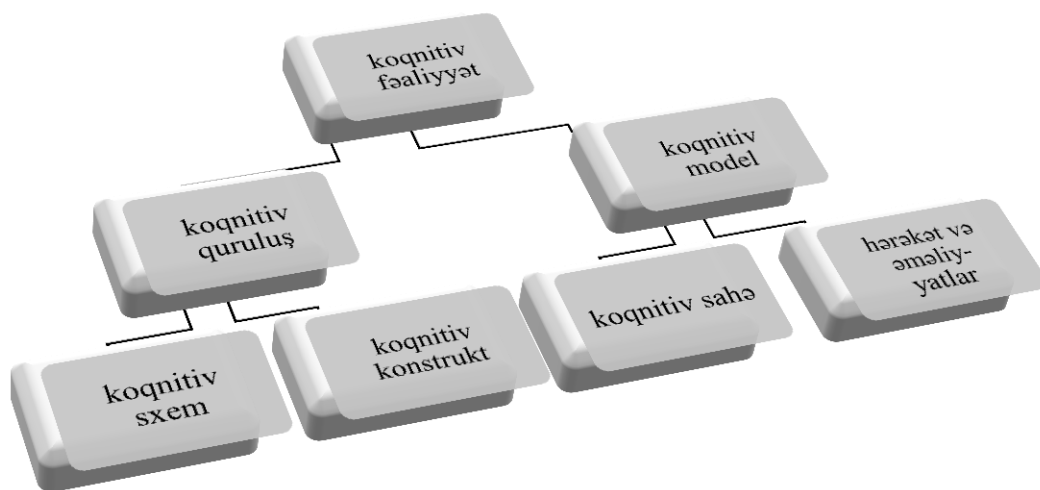 koqnitiv
fəaliyyət
koqnitiv
quruluş
koqnitiv
model
koqnitiv
sxem
koqnitiv
konstrukt
koqnitiv sahə
hərəkət və
əməliy-
yatlar